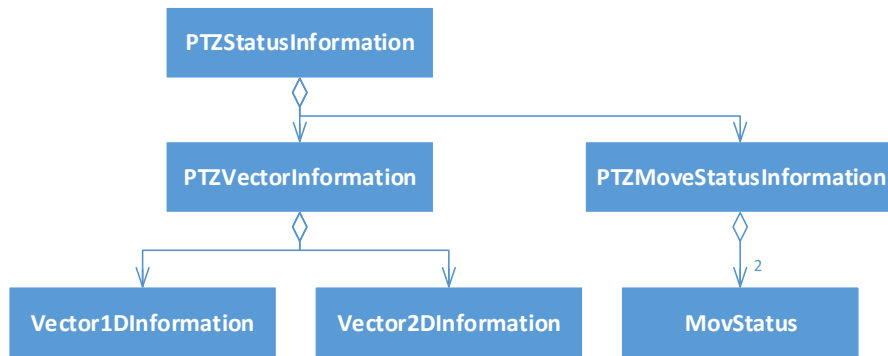 PTZStatusInformation
PTZVectorInformation
PTZMoveStatusInformation
2
Vector1DInformation
Vector2DInformation
MovStatus